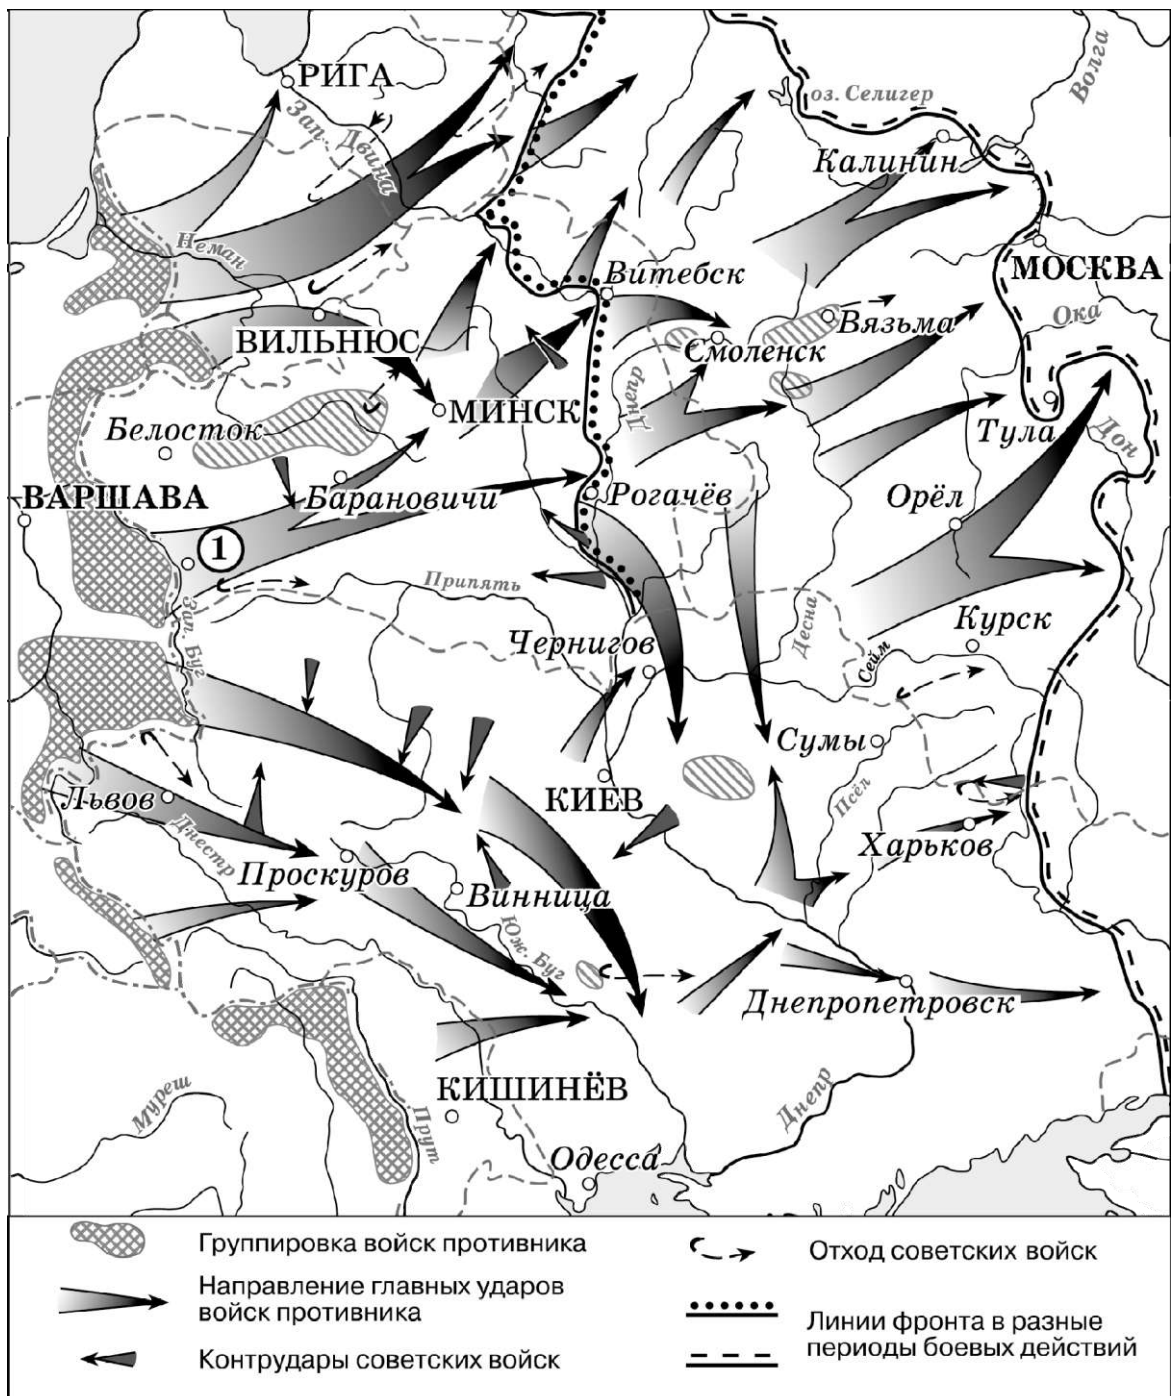 РИГА
Зап.
Двина
оз. Селигер
Волга
Калинин
Неман
Витебск
МОСКВА
ВИЛЬНЮС
Вязьма
Ока
Смоленск
Днепр
МИНСК
Белосток
Тула
Дон
Барановичи
ВАРШАВА
Рогачёв
Орёл
1
Припять
Зап. Буг
Десна
Чернигов
Курск
Сейм
Сумы
Львов
КИЕВ
Псёл
Днестр
Харьков
Проскуров
Винница
Юж. Буг
Днепропетровск
КИШИНЁВ
Муреш
Прут
Днепр
Одесса
Группировка войск противника
Направление главных ударов
войск противника
Контрудары советских войск
Отход советских войск
Линии фронта в разные
периоды боевых действий